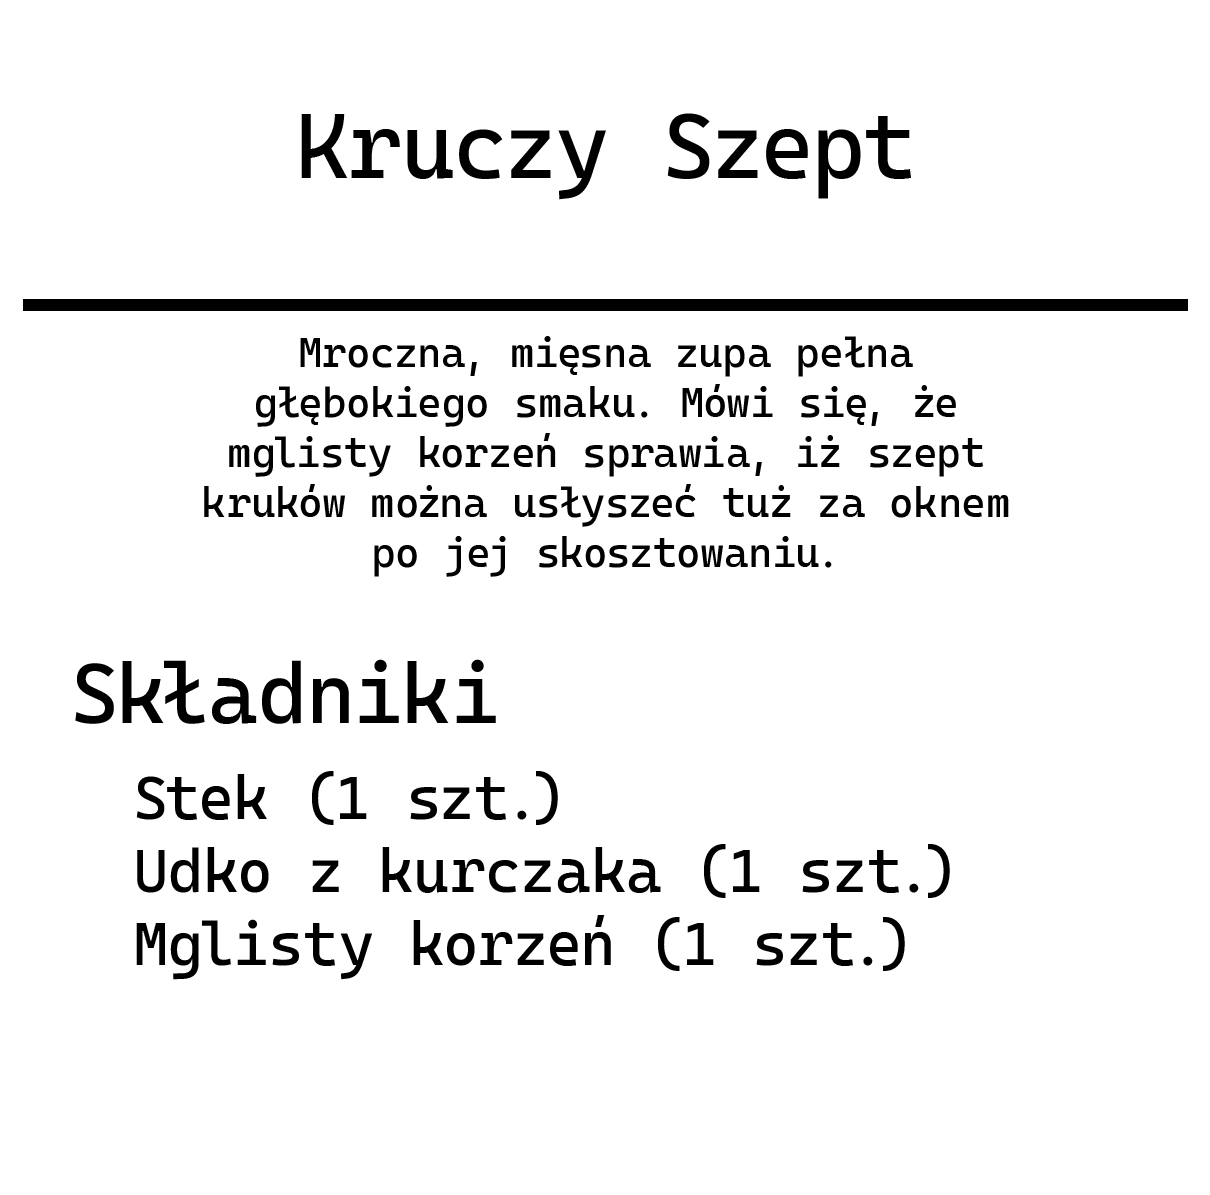 Kruczy Szept
Mroczna, mięsna zupa pełna
głębokiego smaku. Mówi się, że
mglisty korzeń sprawia, iż szept
kruków można usłyszeć tuż za oknem
po jej skosztowaniu.
Składniki
Stek (1 szt.)
Udko z kurczaka (1 szt.)
Mglisty korzeń (1 szt.)